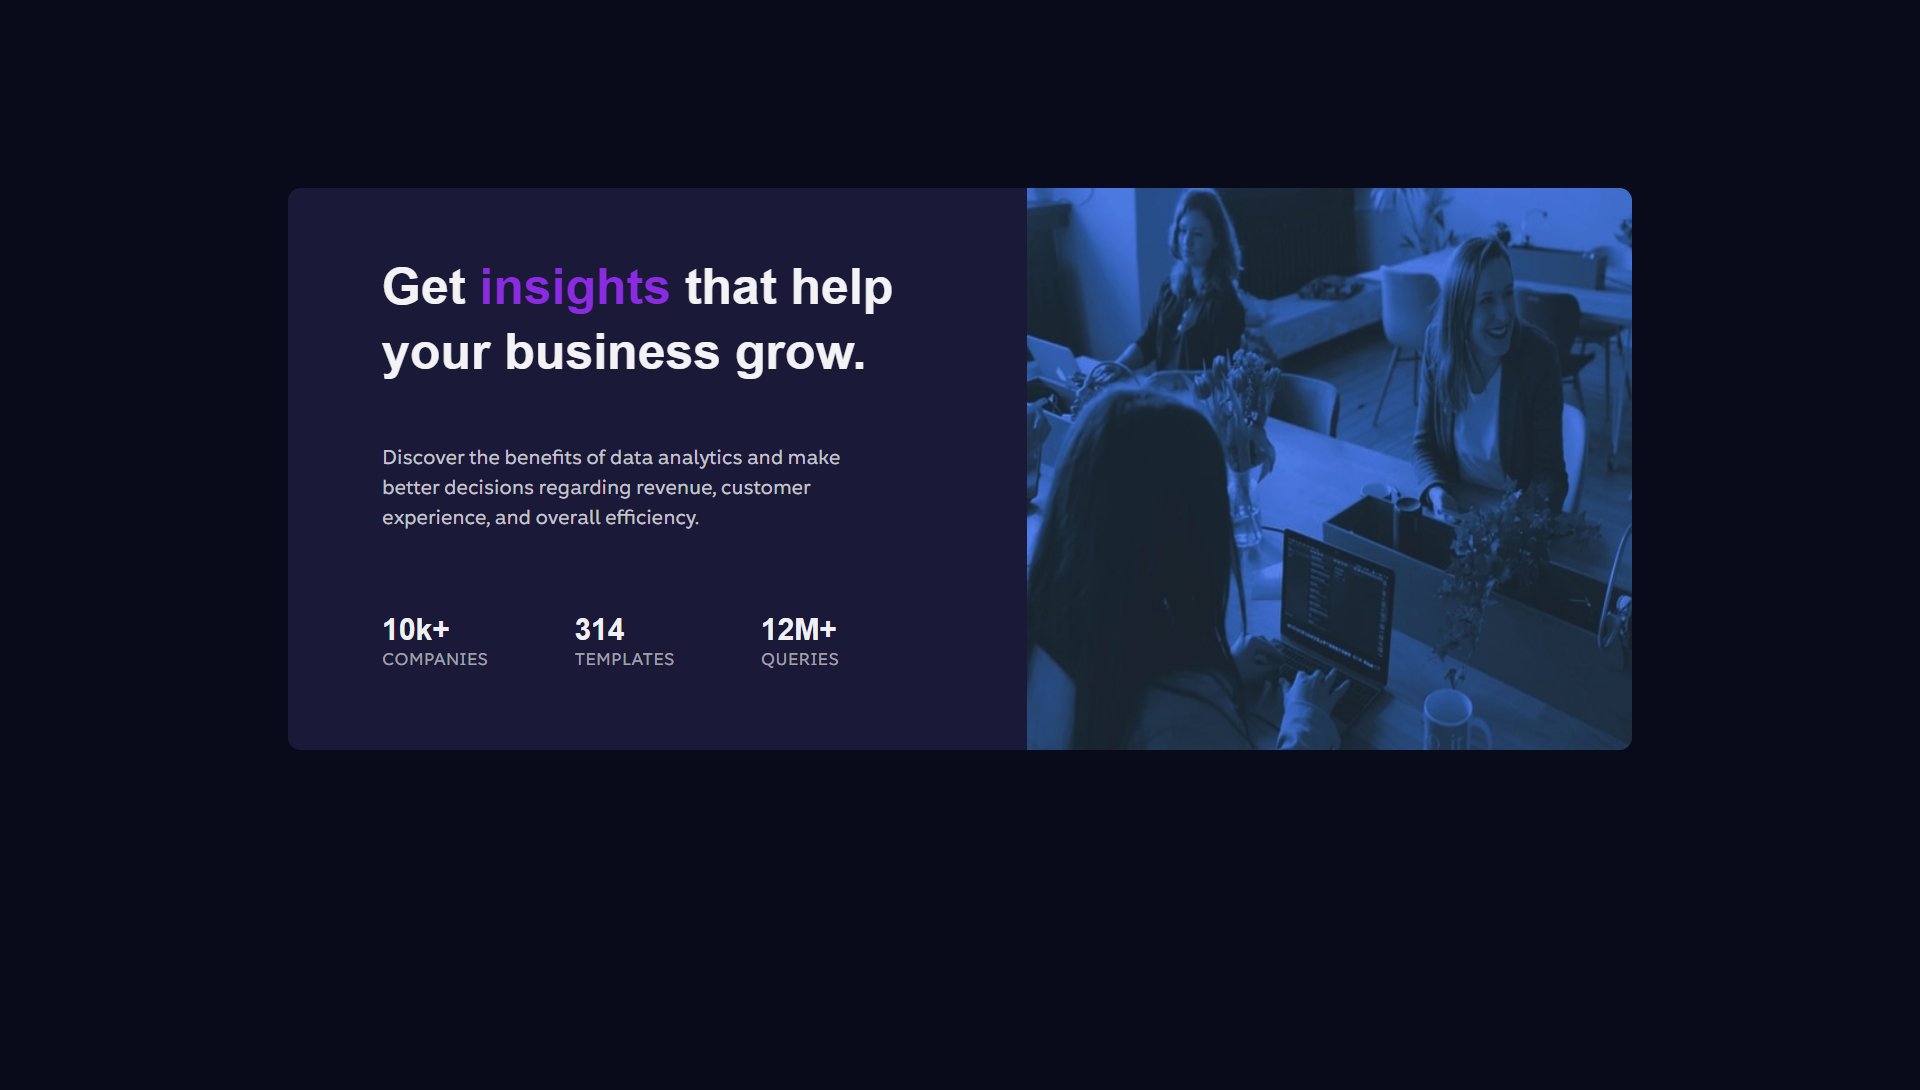 Get insights that help
your business grow.
Discover the benefits of data analytics and make
better decisions regarding revenue, customer
experience, and overall efficiency.
10k+
COMPANIES
314
TEMPLATES
12M+
QUERIES